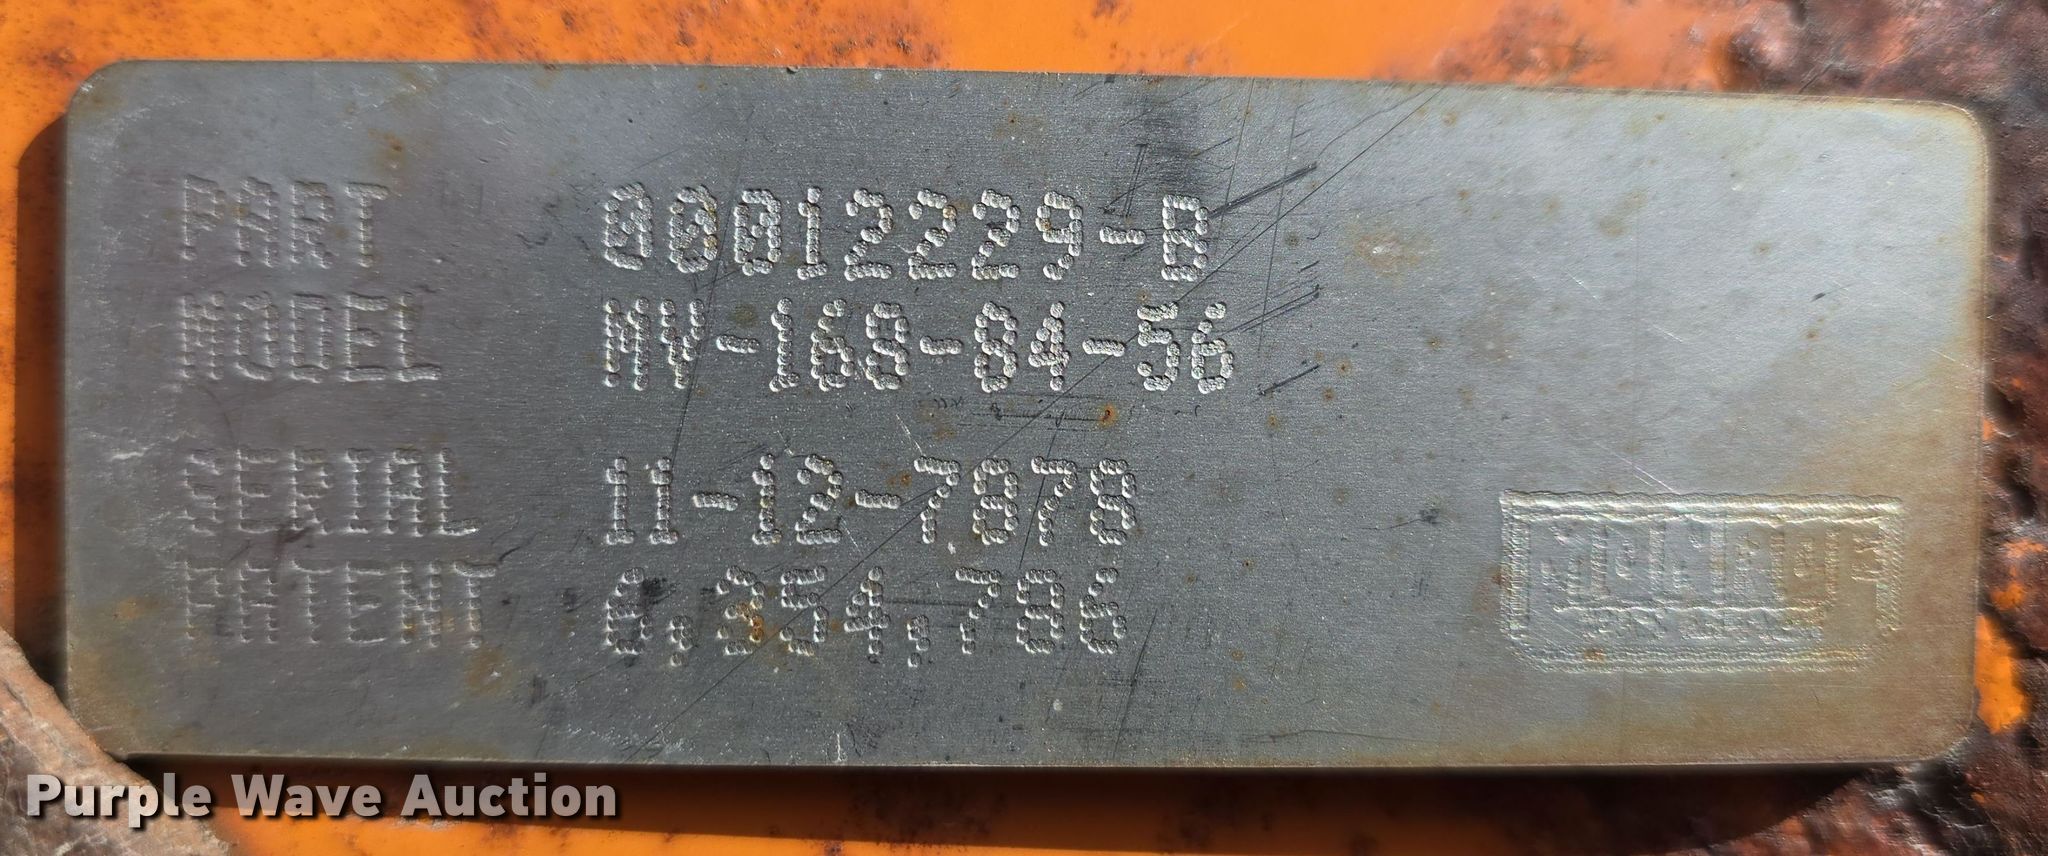 PART 00012229-B
MODEL MV-168-84-56
SERIAL 11-12-7878
PATENT 6,354,786
Purple Wave Auction